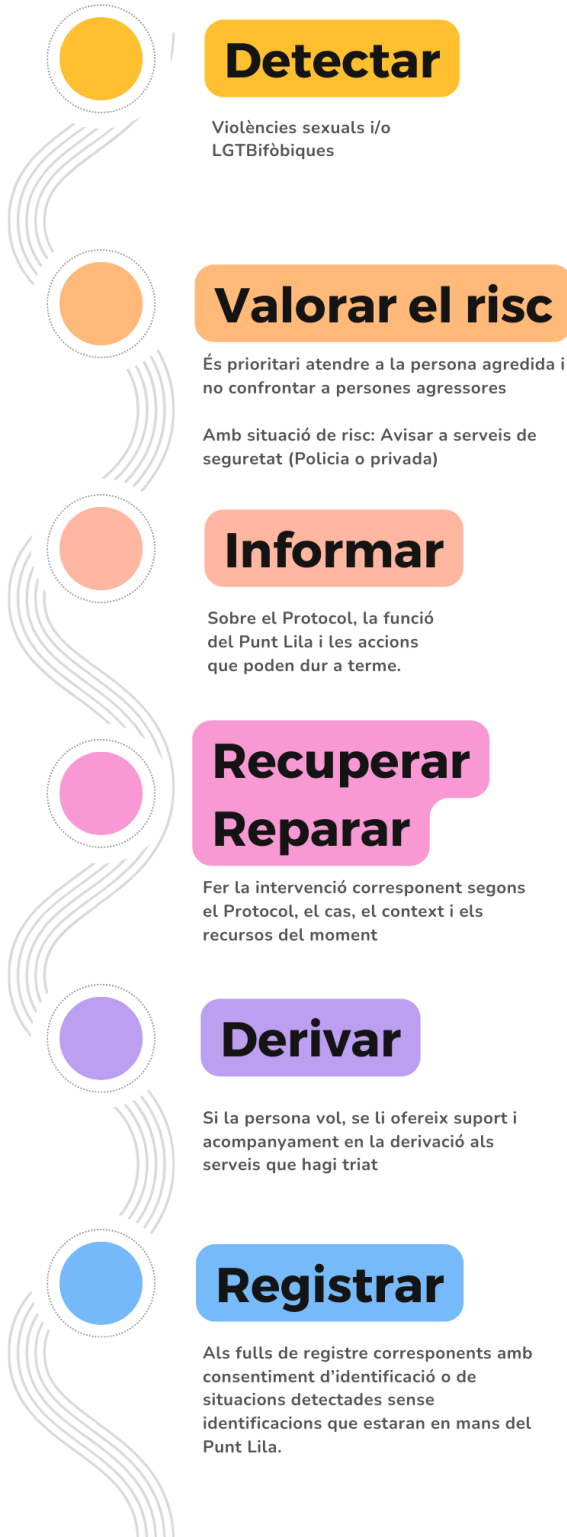 Detectar
Violències sexuals i/o
LGTBifòbiques
Valorar el risc
És prioritari atendre a la persona agredida i
no confrontar a persones agressores
Amb situació de risc: Avisar a serveis de
seguretat (Policia o privada)
Informar
Sobre el Protocol, la funció
del Punt Lila i les accions
que poden dur a terme.
Recuperar
Reparar
Fer la intervenció corresponent segons
el Protocol, el cas, el context i els
recursos del moment
Derivar
Si la persona vol, se li ofereix suport i
acompanyament en la derivació als
serveis que hagi triat
Registrar
Als fulls de registre corresponents amb
consentiment d’identificació o de
situacions detectades sense
identificacions que estaran en mans del
Punt Lila.